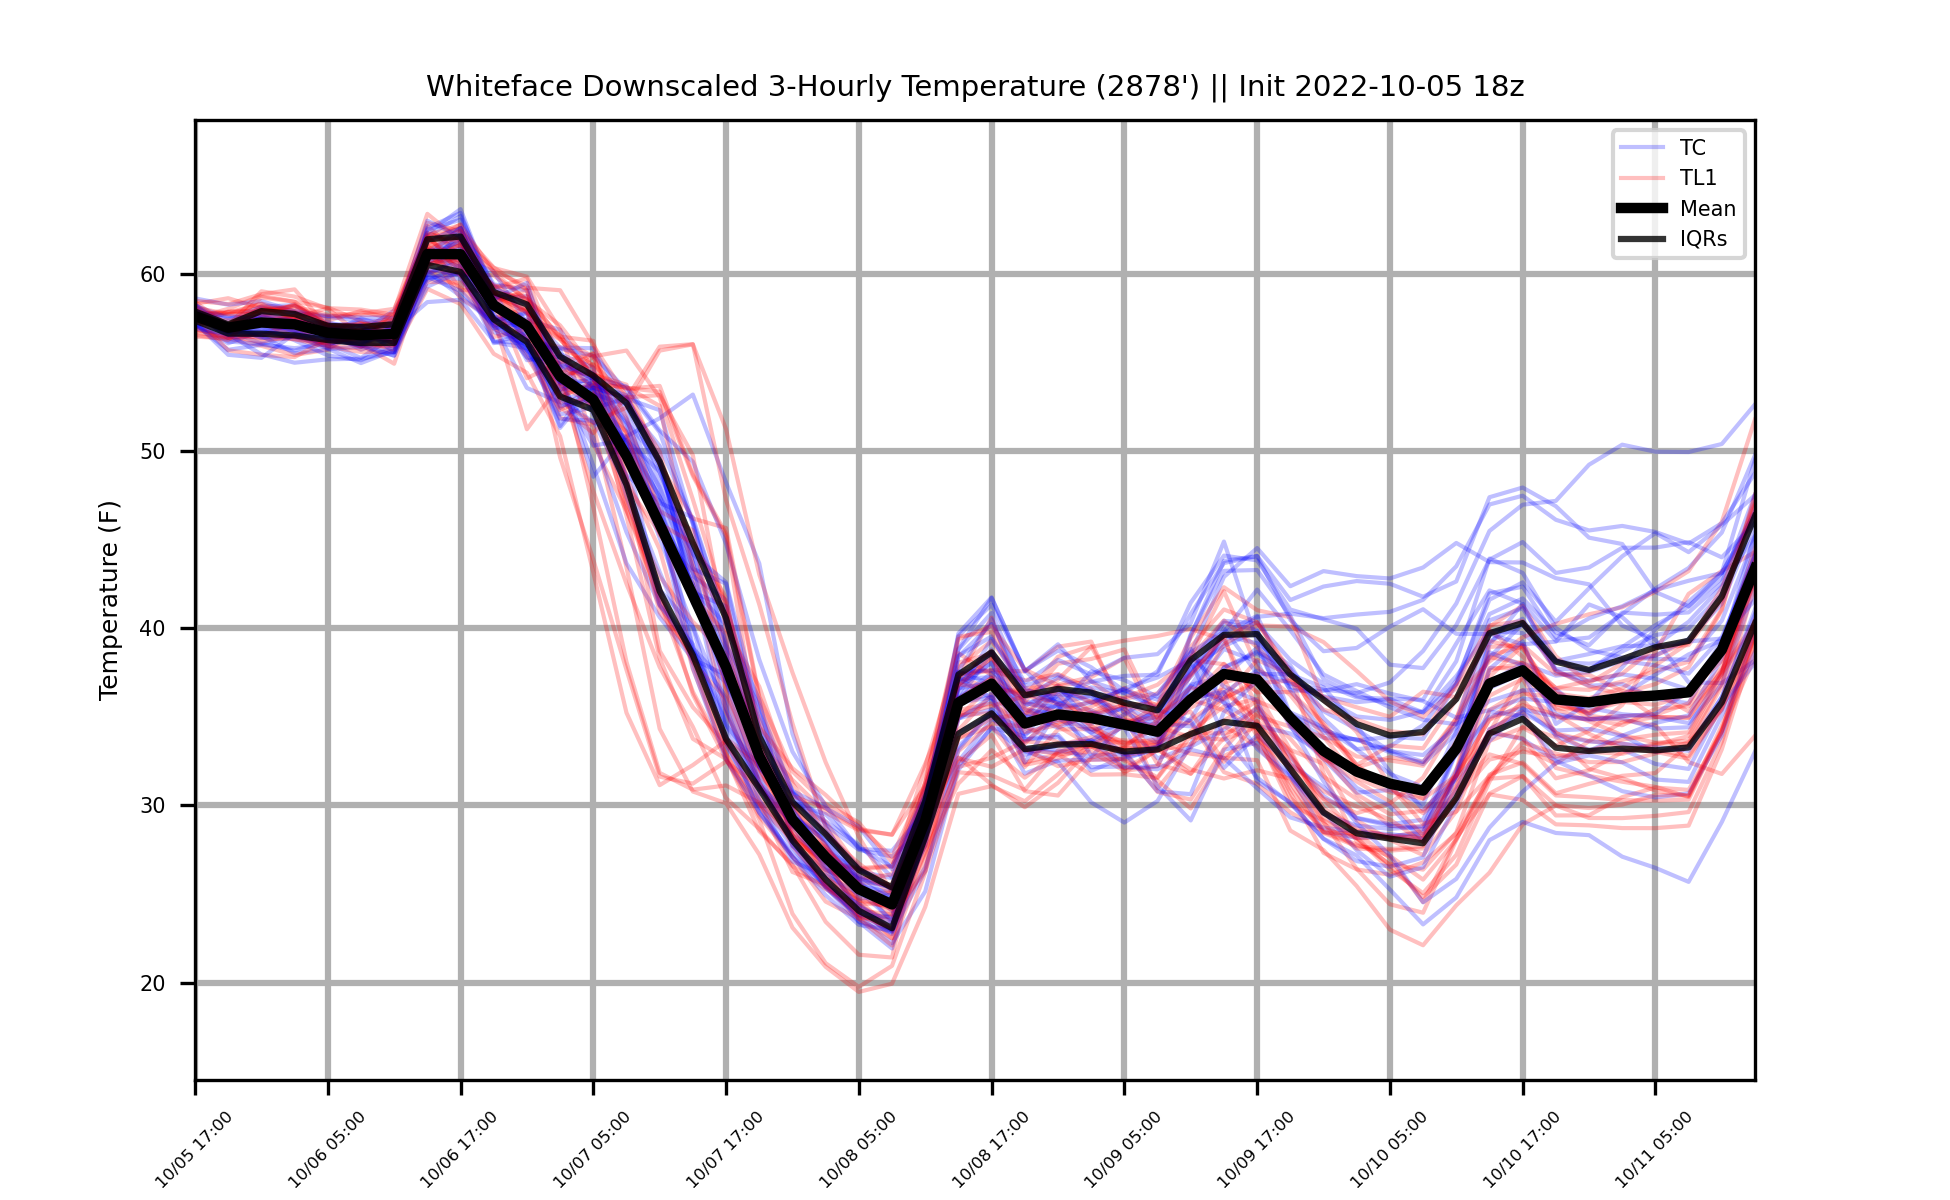 Whiteface Downscaled 3-Hourly Temperature (2878') || Init 2022-10-05 18z
TC
TL1
Mean
IQRs
Temperature (F)
60
50
40
30
20
10/05 17:00
10/06 05:00
10/06 17:00
10/07 05:00
10/07 17:00
10/08 05:00
10/08 17:00
10/09 05:00
10/09 17:00
10/10 05:00
10/10 17:00
10/11 05:00